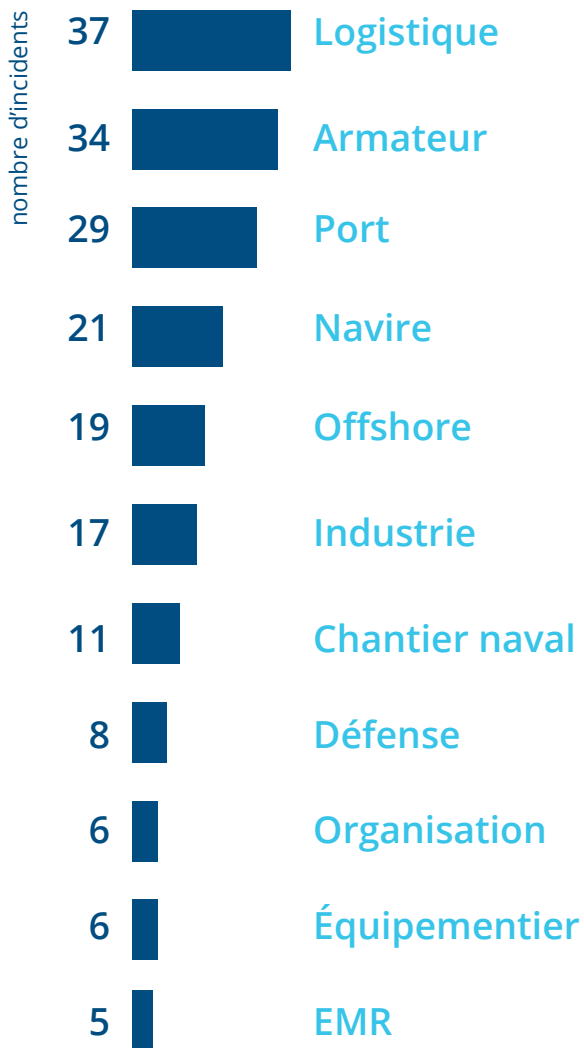 nombre d'incidents
37 Logistique
34 Armateur
29 Port
21 Navire
19 Offshore
17 Industrie
11 Chantier naval
8 Défense
6 Organisation
6 Équipementier
5 EMR